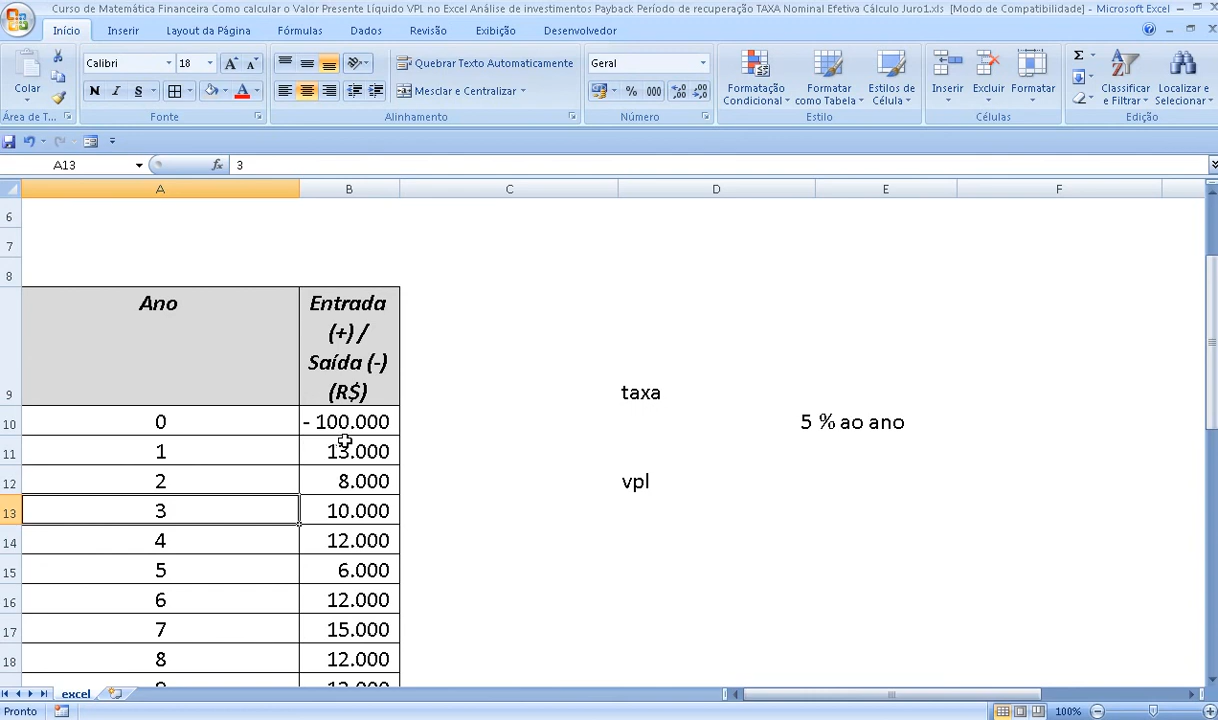 Curso de Matemática Financeira Como calcular o Valor Presente Líquido VPL no Excel Análise de investimentos Payback Período de recuperação TAXA Nominal Efetiva Cálculo Juro1.xls [Modo de Compatibilidade] - Microsoft Excel
Início Inserir Layout da Página Fórmulas Dados Revisão Exibição Desenvolvedor
Colar
Calibri 18
N I S
Quebrar Texto Automaticamente
Mesclar e Centralizar
Geral
% 000
Formatação Condicional
Formatar como Tabela
Estilos de Célula
Inserir
Excluir
Formatar
Classificar e Filtrar
Localizar e Selecionar
Área de T... Fonte Alinhamento Número Estilo Células Edição
A13 fx 3
A B C D E F
6
7
8
9 Ano Entrada
(+) /
Saída (-)
(R$)
taxa
10 0 - 100.000 5 % ao ano
11 1 13.000
12 2 8.000 vpl
13 3 10.000
14 4 12.000
15 5 6.000
16 6 12.000
17 7 15.000
18 8 12.000
excel
Pronto 100%